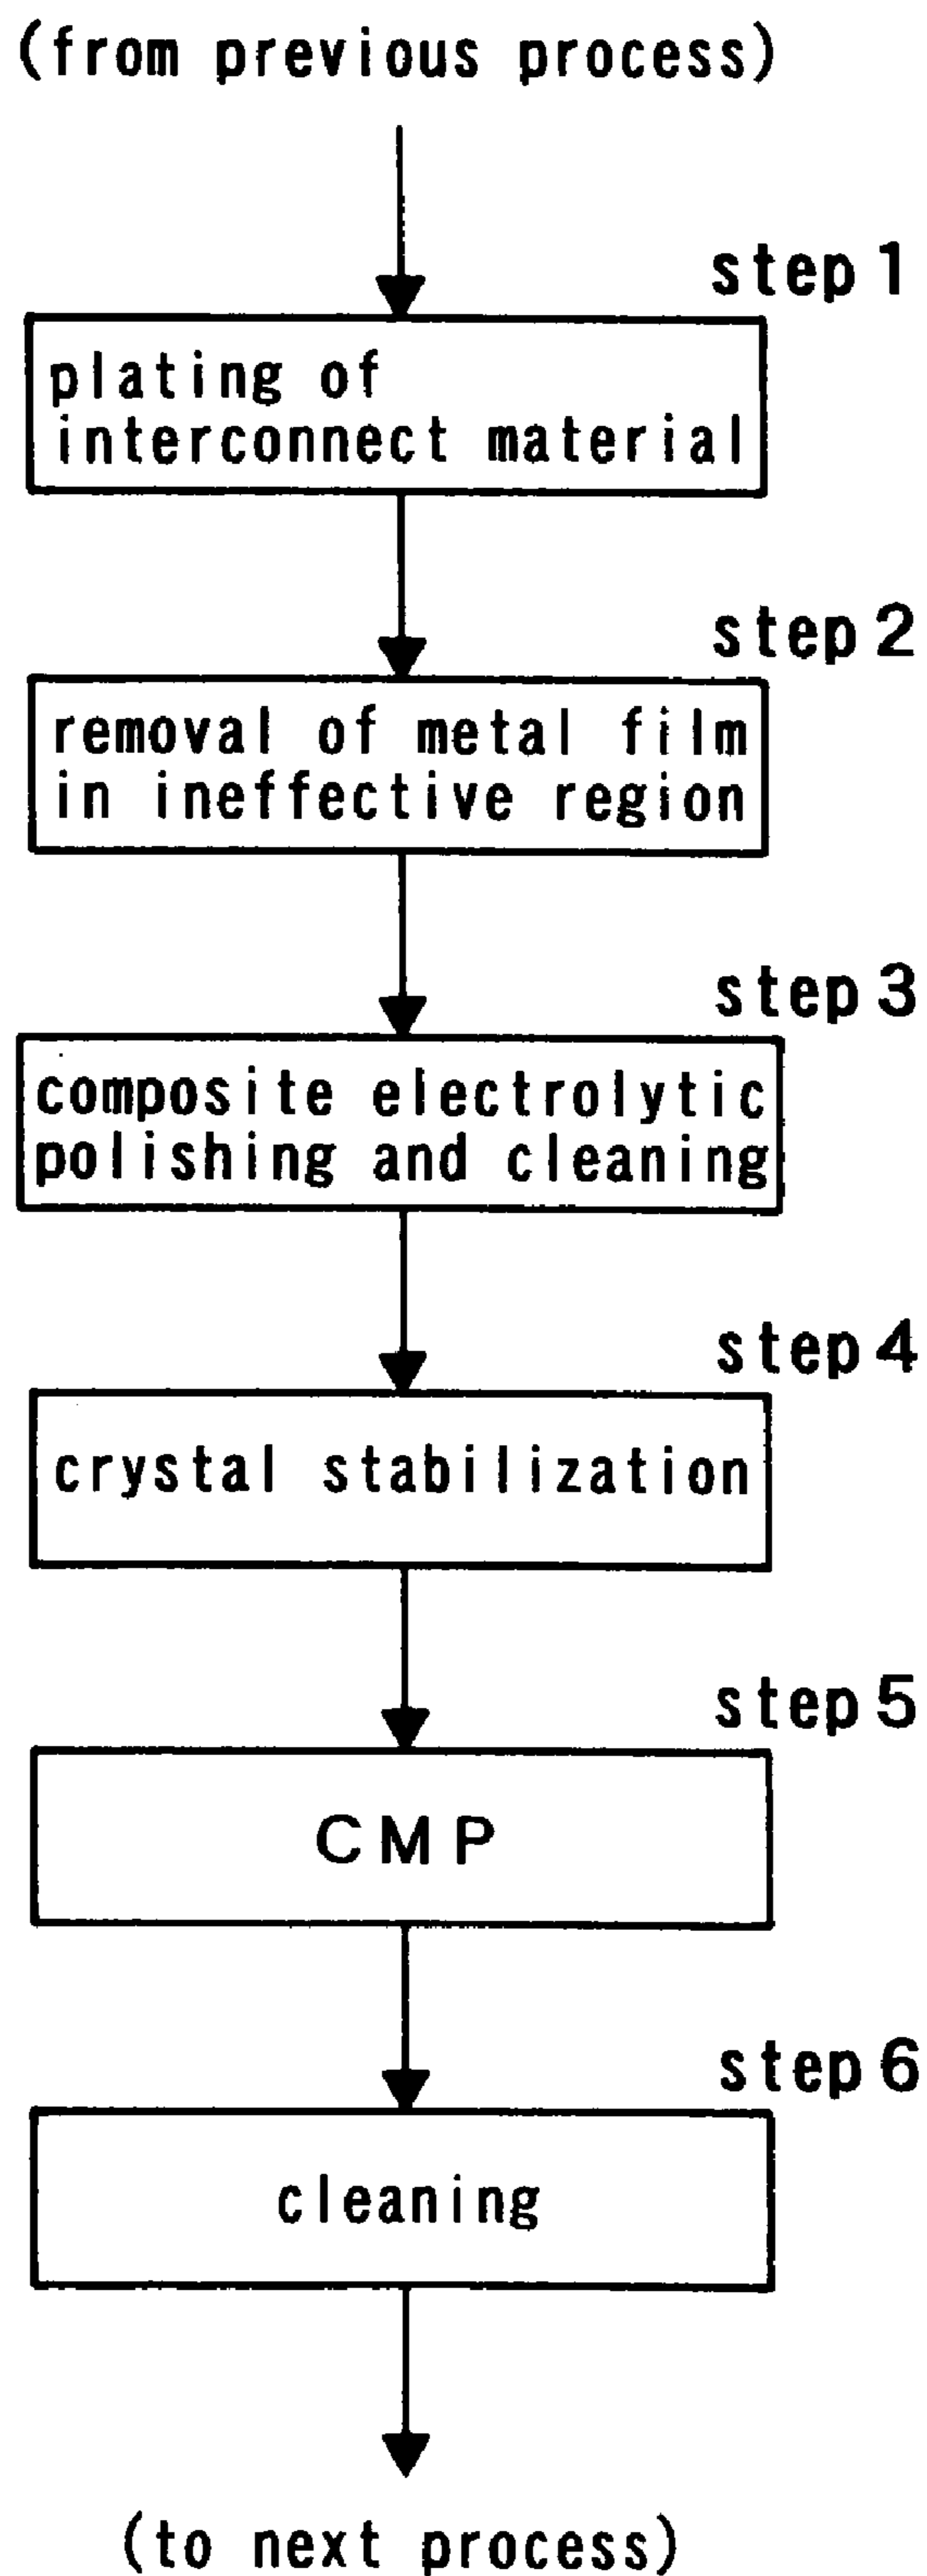 (from previous process)
step 1
plating of
interconnect material
step 2
removal of metal film
in ineffective region
step 3
composite electrolytic
polishing and cleaning
step 4
crystal stabilization
step 5
CMP
step 6
cleaning
(to next process)